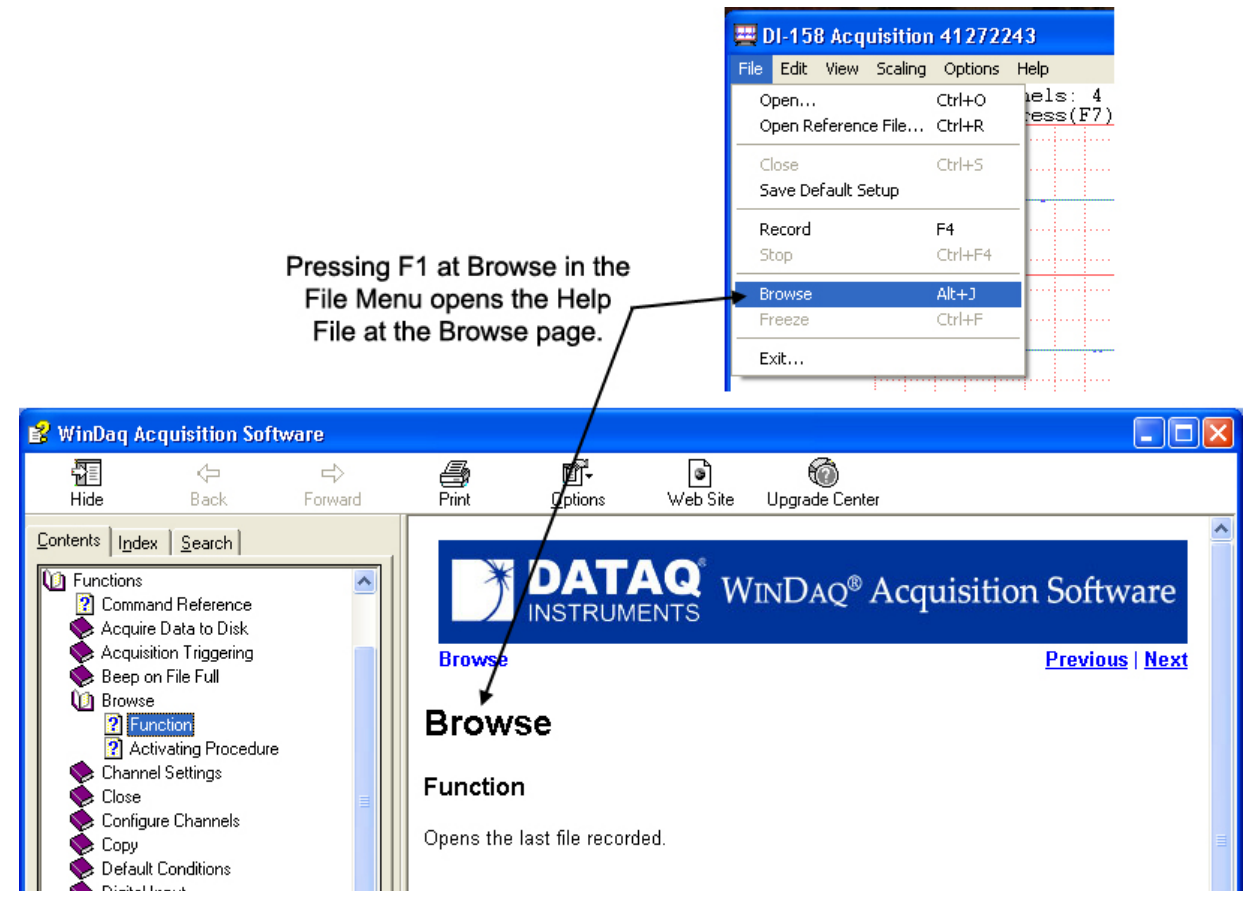 DI-158 Acquisition 41272243
File Edit View Scaling Options Help
Open... Ctrl+O
Open Reference File... Ctrl+R
Close Ctrl+S
Save Default Setup
Record F4
Stop Ctrl+F4
Browse Alt+J
Freeze Ctrl+F
Exit...
nels: 4
ress(F7)
Pressing F1 at Browse in the
File Menu opens the Help
File at the Browse page.
WinDaq Acquisition Software
Hide Back Forward Print Options Web Site Upgrade Center
Contents Index Search
Functions
Command Reference
Acquire Data to Disk
Acquisition Triggering
Beep on File Full
Browse
Function
Activating Procedure
Channel Settings
Close
Configure Channels
Copy
Default Conditions
DATAQ® WINDAQ® Acquisition Software
INSTRUMENTS
Browse Previous | Next
Browse
Function
Opens the last file recorded.